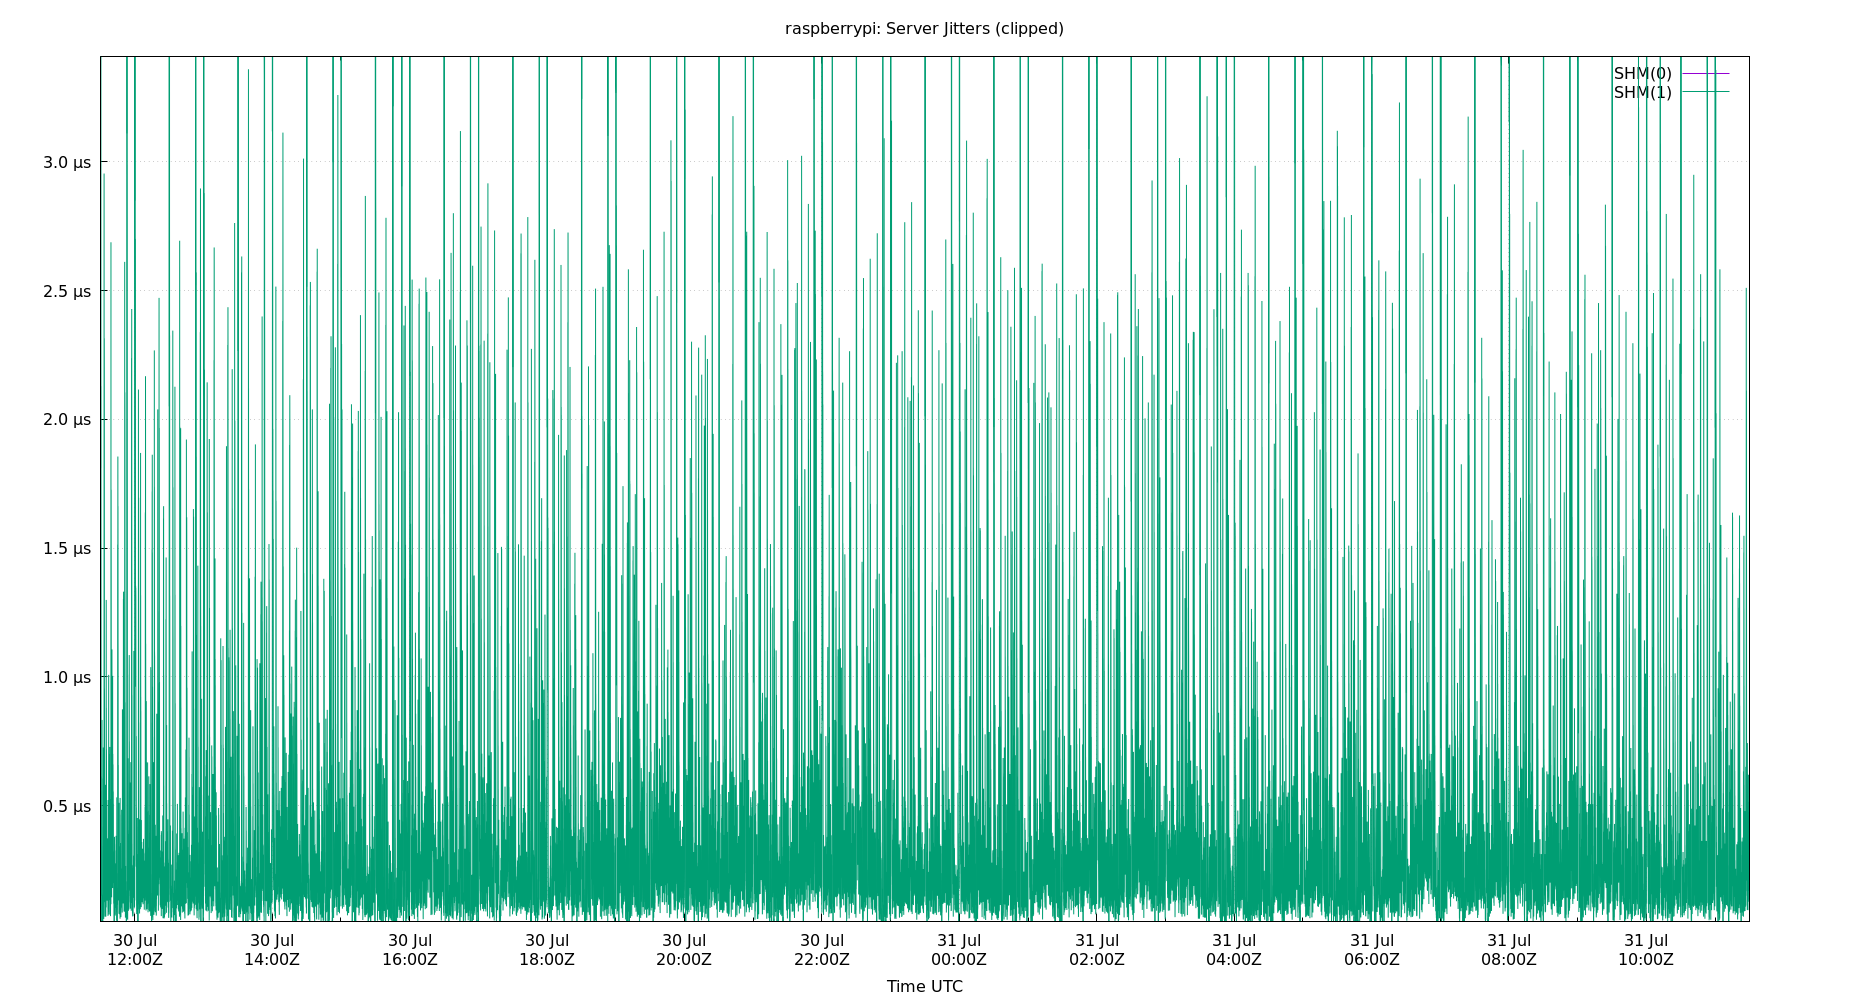 raspberrypi: Server Jitters (clipped)
SHM(0)
SHM(1)
3.0 µs
2.5 µs
2.0 µs
1.5 µs
1.0 µs
0.5 µs
30 Jul 30 Jul 30 Jul 30 Jul 30 Jul 30 Jul 31 Jul 31 Jul 31 Jul 31 Jul 31 Jul 31 Jul
12:00Z 14:00Z 16:00Z 18:00Z 20:00Z 22:00Z 00:00Z 02:00Z 04:00Z 06:00Z 08:00Z 10:00Z
Time UTC